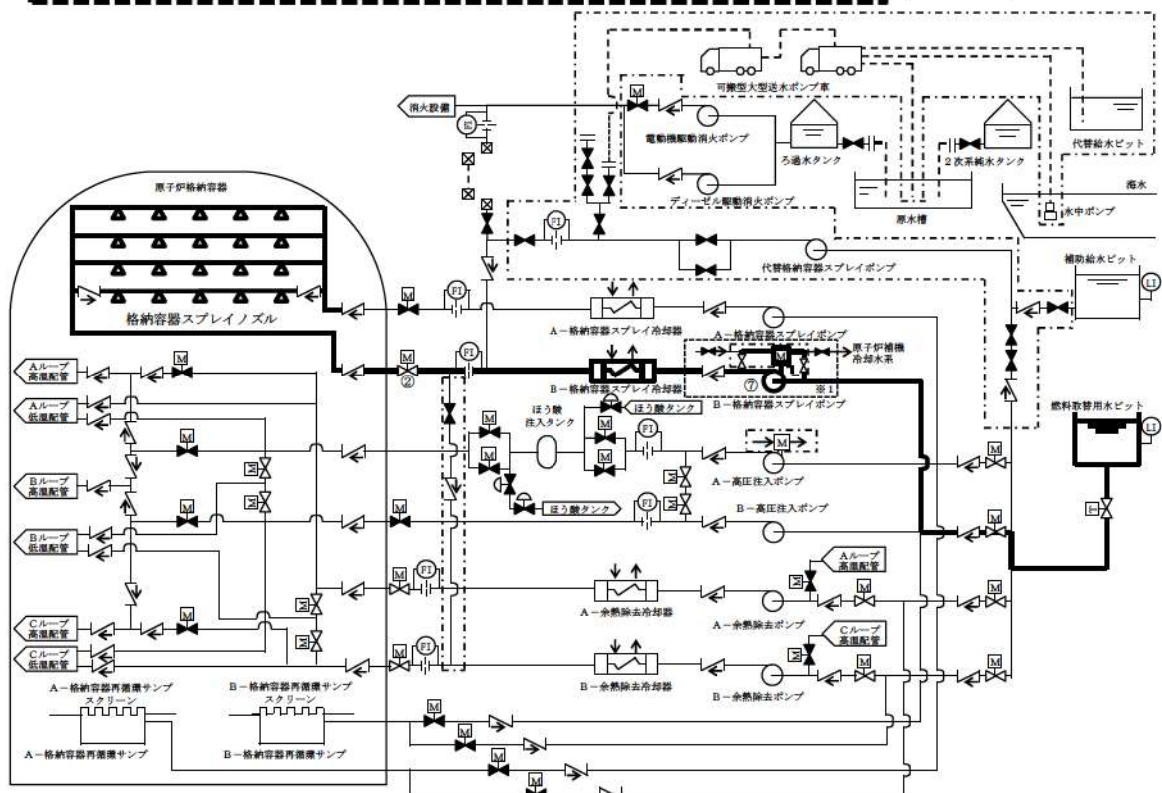 可搬型大型送水ポンプ車
消火設備
FI
M
電動機駆動消火ポンプ
ろ過水タンク
2次系純水タンク
代替給水ピット
ディーゼル駆動消火ポンプ
原水槽
海水
水中ポンプ
原子炉格納容器
FI
代替格納容器スプレイポンプ
補助給水ピット
LI
格納容器スプレイノズル
M
FI
A-格納容器スプレイ冷却器
A-格納容器スプレイポンプ
原子炉補機
冷却水系
M
FI
②
B-格納容器スプレイ冷却器
⑦
M
※1
B-格納容器スプレイポンプ
燃料取替用水ピット
LI
Aループ
高温配管
M
Aループ
低温配管
ほう酸
注入タンク
ほう酸タンク
M
M
M
M
M
FI
M
A-高圧注入ポンプ
M
Bループ
高温配管
M
M
M
ほう酸タンク
FI
M
M
B-高圧注入ポンプ
M
M
M
Bループ
低温配管
Aループ
高温配管
M
FI
M
M
M
A-余熱除去冷却器
A-余熱除去ポンプ
M
Cループ
高温配管
M
M
Cループ
高温配管
Cループ
低温配管
M
FI
M
M
M
B-余熱除去冷却器
B-余熱除去ポンプ
A-格納容器再循環サンプ
スクリーン
B-格納容器再循環サンプ
スクリーン
A-格納容器再循環サンプ
B-格納容器再循環サンプ
M
M
M
M